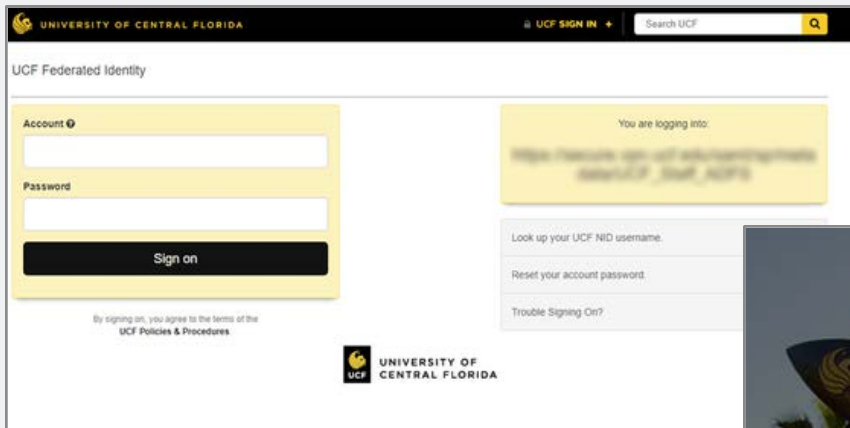 UNIVERSITY OF CENTRAL FLORIDA
UCF SIGN IN +
Search UCF
UCF Federated Identity
Account
Password
Sign on
By signing on, you agree to the terms of the
UCF Policies & Procedures
You are logging into:
Look up your UCF NID username.
Reset your account password.
Trouble Signing On?
UCF
UNIVERSITY OF
CENTRAL FLORIDA